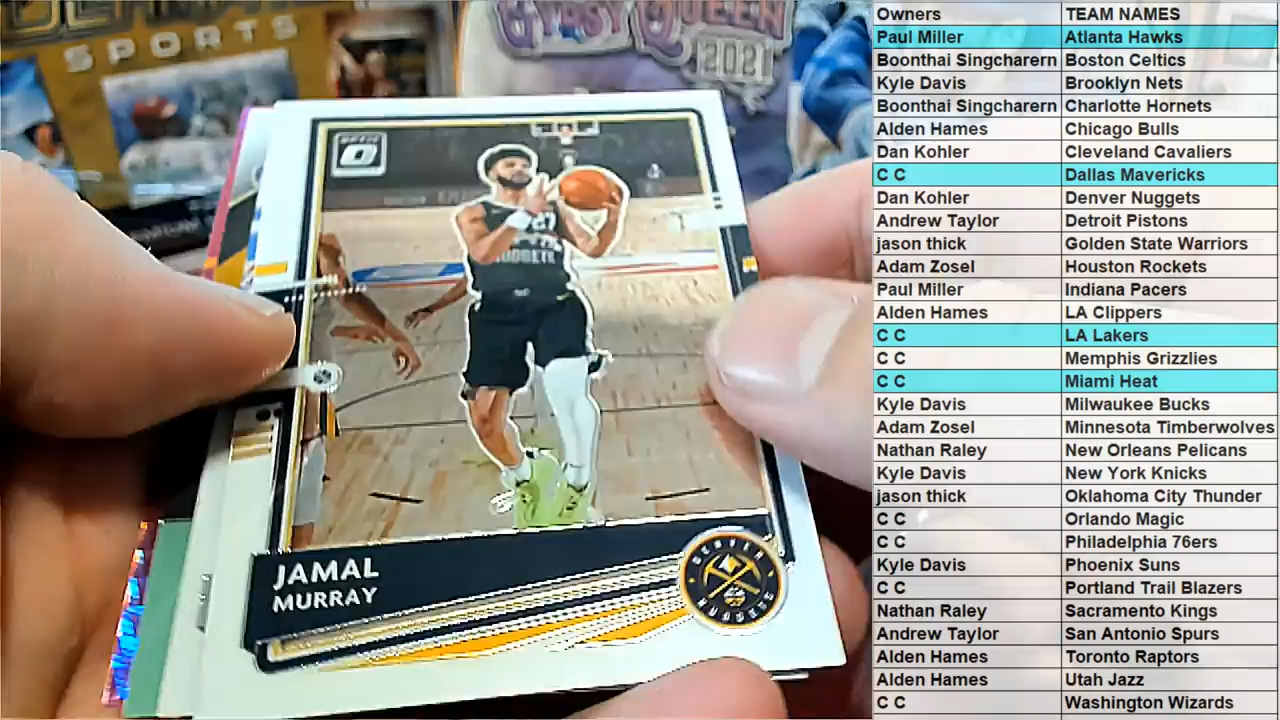 SPORTS
GYPSY QUEEN
2021
OPTIC
27
NUGGETS
JAMAL
MURRAY
DENVER
NUGGETS
Owners TEAM NAMES
Paul Miller Atlanta Hawks
Boonthai Singcharern Boston Celtics
Kyle Davis Brooklyn Nets
Boonthai Singcharern Charlotte Hornets
Alden Hames Chicago Bulls
Dan Kohler Cleveland Cavaliers
C C Dallas Mavericks
Dan Kohler Denver Nuggets
Andrew Taylor Detroit Pistons
jason thick Golden State Warriors
Adam Zosel Houston Rockets
Paul Miller Indiana Pacers
Alden Hames LA Clippers
C C LA Lakers
C C Memphis Grizzlies
C C Miami Heat
Kyle Davis Milwaukee Bucks
Adam Zosel Minnesota Timberwolves
Nathan Raley New Orleans Pelicans
Kyle Davis New York Knicks
jason thick Oklahoma City Thunder
C C Orlando Magic
C C Philadelphia 76ers
Kyle Davis Phoenix Suns
C C Portland Trail Blazers
Nathan Raley Sacramento Kings
Andrew Taylor San Antonio Spurs
Alden Hames Toronto Raptors
Alden Hames Utah Jazz
C C Washington Wizards